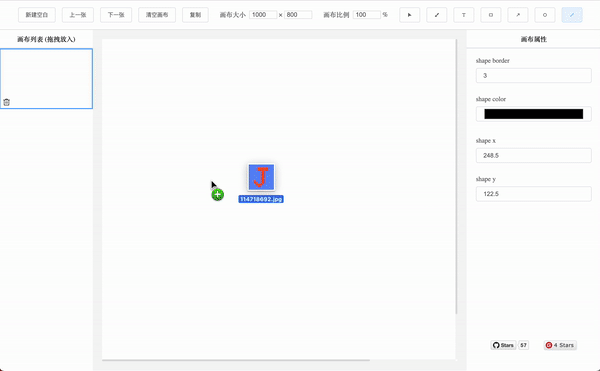 新建空白 上一张 下一张 清空画布 复制 画布大小 1000 × 800 画布比例 100 % T
画布列表 (拖拽放入)
画布属性
shape border
3
shape color
shape x
248.5
shape y
122.5
J
114718692.jpg
Stars 57
G 4 Stars